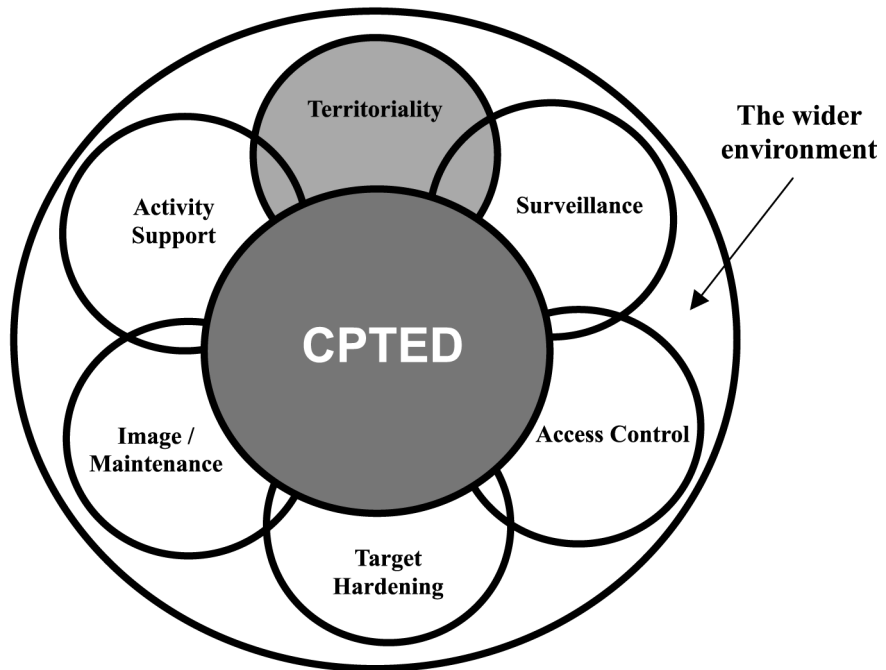 Territoriality
The wider
environment
Activity
Support
Surveillance
CPTED
Image /
Maintenance
Access Control
Target
Hardening